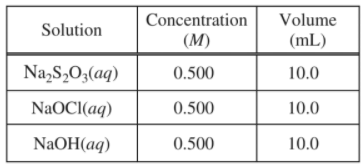 Solution Concentration (M) Volume (mL)
Na₂S₂O₃(aq) 0.500 10.0
NaOCl(aq) 0.500 10.0
NaOH(aq) 0.500 10.0